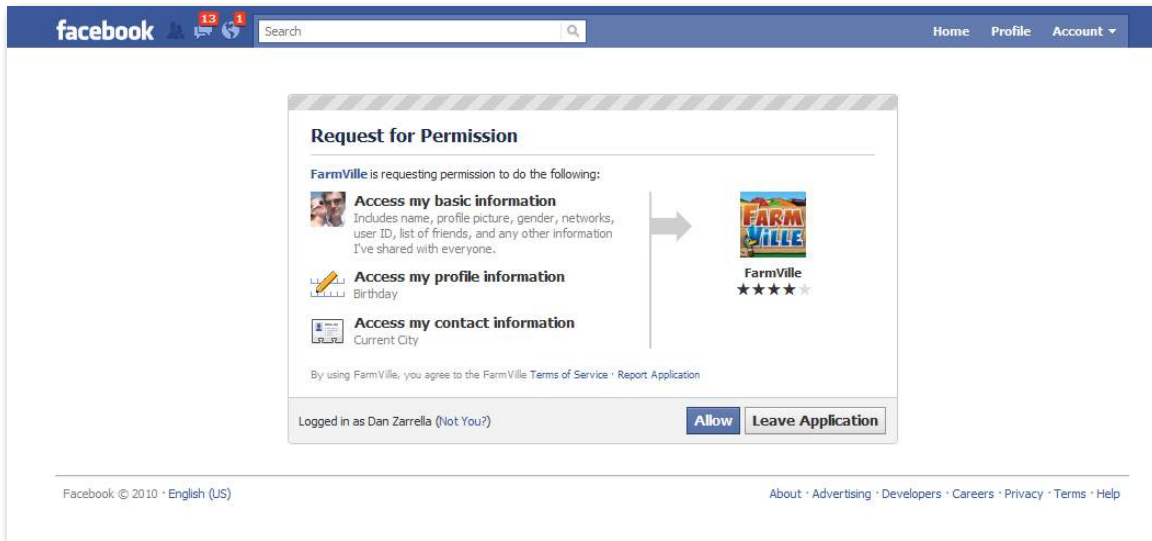 facebook 13 1 Search Home Profile Account
Request for Permission
FarmVille is requesting permission to do the following:
Access my basic information
Includes name, profile picture, gender, networks,
user ID, list of friends, and any other information
I've shared with everyone.
Access my profile information
Birthday
Access my contact information
Current City
FARM
VILLE
FarmVille
By using FarmVille, you agree to the FarmVille Terms of Service · Report Application
Logged in as Dan Zarrella (Not You?) Allow Leave Application
Facebook © 2010 · English (US) About · Advertising · Developers · Careers · Privacy · Terms · Help